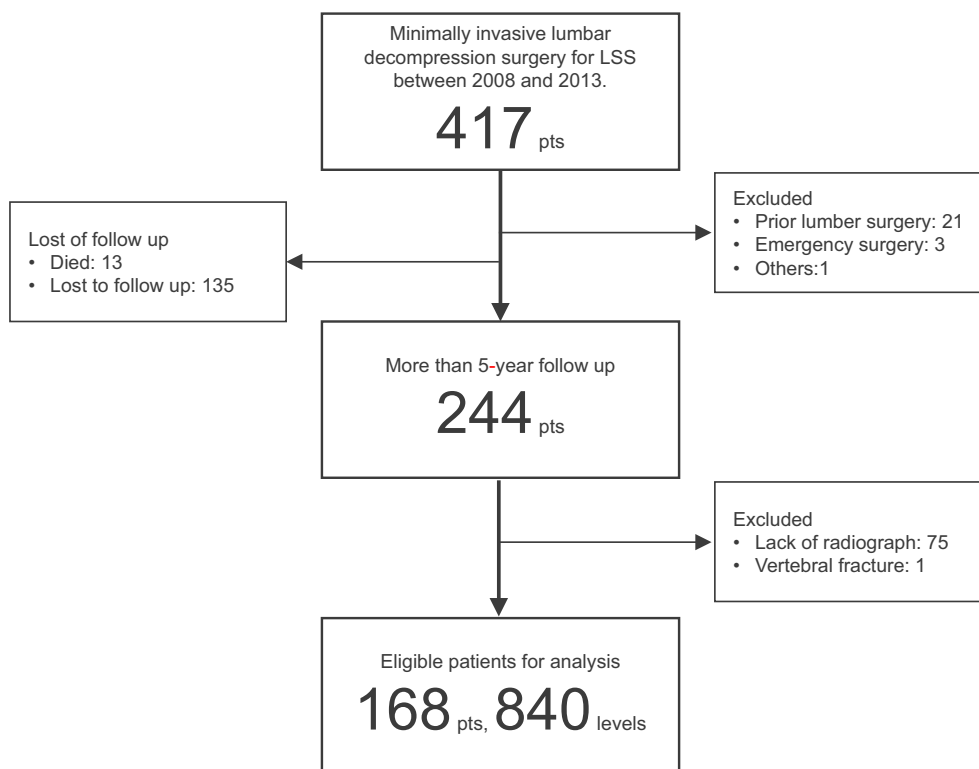 Minimally invasive lumbar
decompression surgery for LSS
between 2008 and 2013.
417 pts
Lost of follow up
• Died: 13
• Lost to follow up: 135
Excluded
• Prior lumber surgery: 21
• Emergency surgery: 3
• Others:1
More than 5-year follow up
244 pts
Excluded
• Lack of radiograph: 75
• Vertebral fracture: 1
Eligible patients for analysis
168 pts, 840 levels